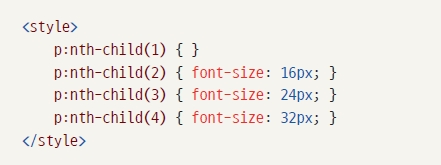 <style>
    p:nth-child(1) { }
    p:nth-child(2) { font-size: 16px; }
    p:nth-child(3) { font-size: 24px; }
    p:nth-child(4) { font-size: 32px; }
</style>